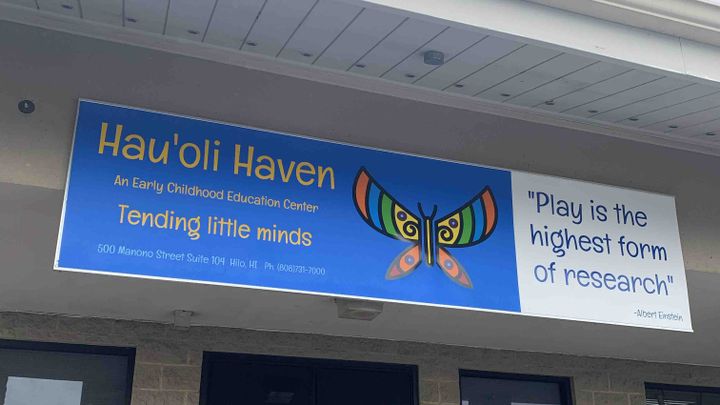 Hau'oli Haven
An Early Childhood Education Center
Tending little minds
500 Manono Street Suite 104 Hilo, HI Ph: (808)731-7000
"Play is the
highest form
of research"
-Albert Einstein